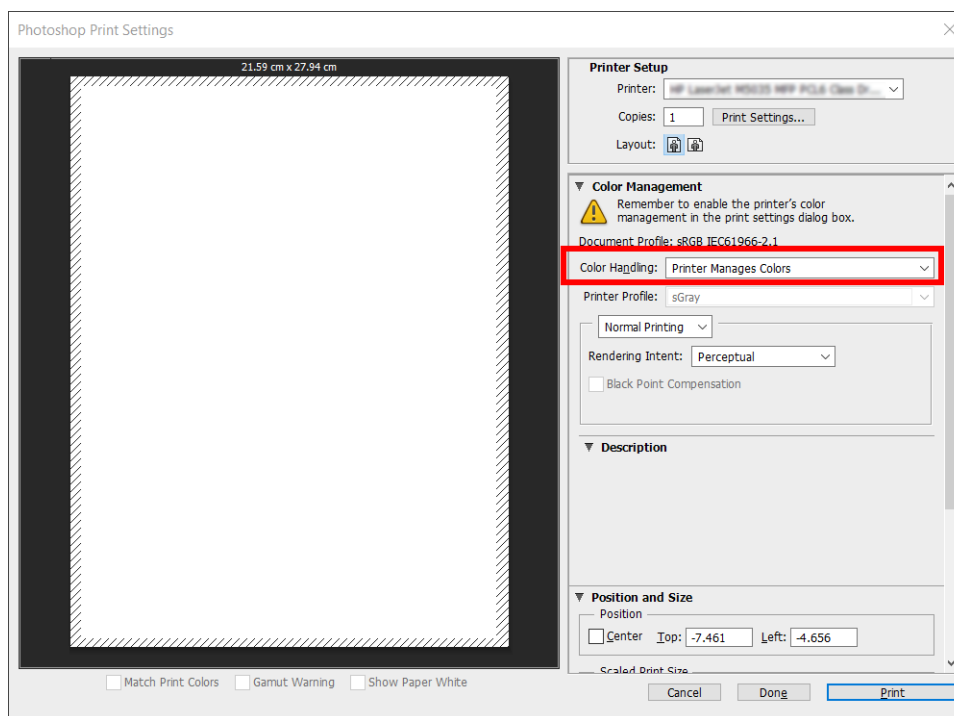 Photoshop Print Settings
21.59 cm x 27.94 cm
Match Print Colors Gamut Warning Show Paper White
Printer Setup
Printer:
Copies: 1 Print Settings...
Layout:
Color Management
Remember to enable the printer's color
management in the print settings dialog box.
Document Profile: sRGB IEC61966-2.1
Color Handling: Printer Manages Colors
Printer Profile: sGray
Normal Printing
Rendering Intent: Perceptual
Black Point Compensation
Description
Position and Size
Position
Center Top: -7.461 Left: -4.656
Scaled Print Size
Cancel Done Print